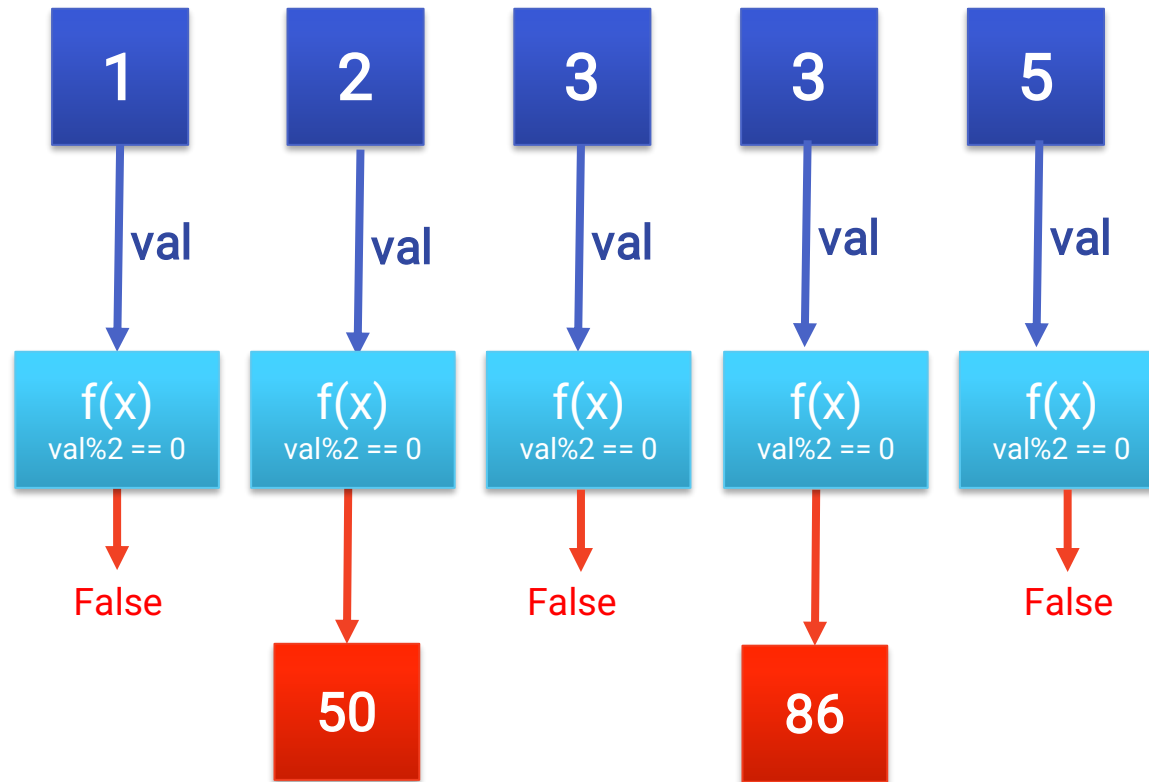 1 2 3 3 5
val val val val val
f(x) f(x) f(x) f(x) f(x)
val%2 == 0 val%2 == 0 val%2 == 0 val%2 == 0 val%2 == 0
False False False
50 86